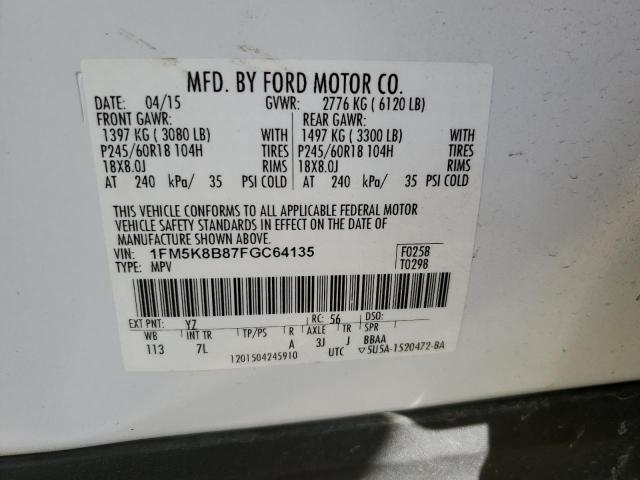 MFD. BY FORD MOTOR CO.
DATE: 04/15 GVWR: 2776 KG ( 6120 LB)
FRONT GAWR: REAR GAWR:
1397 KG ( 3080 LB) WITH 1497 KG ( 3300 LB) WITH
P245/60R18 104H TIRES P245/60R18 104H TIRES
18X8.0J RIMS 18X8.0J RIMS
AT 240 kPa/ 35 PSI COLD AT 240 kPa/ 35 PSI COLD
THIS VEHICLE CONFORMS TO ALL APPLICABLE FEDERAL MOTOR
VEHICLE SAFETY STANDARDS IN EFFECT ON THE DATE OF
MANUFACTURE SHOWN ABOVE.
VIN: 1FM5K8B87FGC64135 F0258
TYPE: MPV T0298
EXT PNT: YZ RC: 56 DSO:
WB INT TR TP/PS R AXLE TR SPR
113 7L A 3J J BBAA
1201504245910 UTC ▽5U5A-1520472-BA